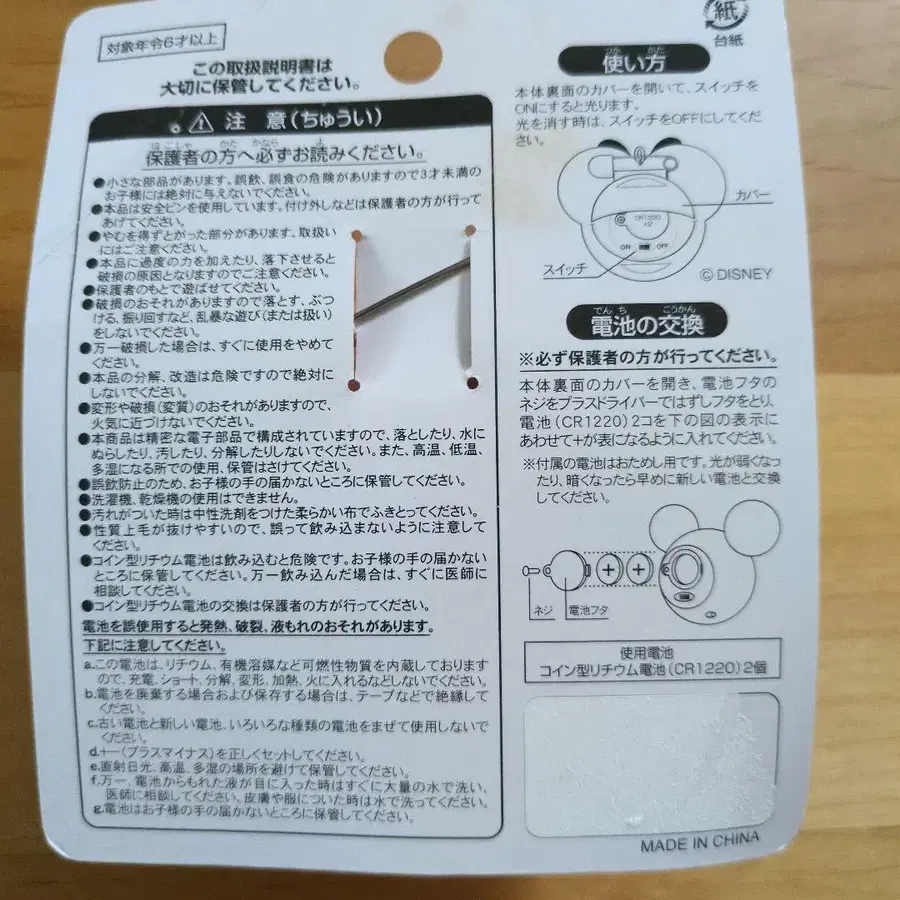 対象年令6才以上
この取扱説明書は
大切に保管してください。
⚠ 注 意(ちゅうい)
ほごしゃ かた かなら よ
保護者の方へ必ずお読みください。
●小さな部品があります。誤飲、誤食の危険がありますので3才未満の
お子様には絶対に与えないでください。
●本品は安全ピンを使用しています。付け外しなどは保護者の方が行って
あげてください。
●やむを得ずとがった部分があります。取扱い
にはご注意ください。
●本品に過度の力を加えたり、落下させると
破損の原因となりますのでご注意ください。
●保護者のもとで遊ばせてください。
●破損のおそれがありますので落とす、ぶつ
ける、振り回すなど、乱暴な遊び(または扱い)
をしないでください。
●万一破損した場合は、すぐに使用をやめて
ください。
●本品の分解、改造は危険ですので絶対に
しないでください。
●変形や破損(変質)のおそれがありますので、
火気に近づけないでください。
●本商品は精密な電子部品で構成されていますので、落としたり、水に
ぬらしたり、汚したり、分解したりしないでください。また、高温、低温、
多湿になる所での使用、保管はさけてください。
●誤飲防止のため、お子様の手の届かないところに保管してください。
●洗濯機、乾燥機の使用はできません。
●汚れがついた時は中性洗剤をつけた柔らかい布でふきとってください。
●性質上毛が抜けやすいので、誤って飲み込まないように注意して
ください。
●コイン型リチウム電池は飲み込むと危険です。お子様の手の届かない
ところに保管してください。万一飲み込んだ場合は、すぐに医師に
相談してください。
●コイン型リチウム電池の交換は保護者の方が行ってください。
電池を誤使用すると発熱、破裂、液もれのおそれがあります。
下記に注意してください。
a.この電池は、リチウム、有機溶媒など可燃性物質を内蔵しております
ので、充電、ショート、分解、変形、加熱、火に入れるなどしないでください。
b.電池を廃棄する場合および保存する場合は、テープなどで絶縁して
ください。
c.古い電池と新しい電池、いろいろな種類の電池をまぜて使用しないで
ください。
d.+−(プラスマイナス)を正しくセットしてください。
e.直射日光、高温、多湿の場所を避けて保管してください。
f.万一、電池からもれた液が目に入った時はすぐに大量の水で洗い、
医師に相談してください。皮膚や服についた時は水で洗ってください。
g.電池はお子様の手の届かないところに保管してください。
紙
台紙
つか かた
使い方
本体裏面のカバーを開いて、スイッチを
ONにすると光ります。
光を消す時は、スイッチをOFFにしてくだ
さい。
カバー
CR1220
×2
ON OFF
スイッチ
©DISNEY
でんち こうかん
電池の交換
※必ず保護者の方が行ってください。
本体裏面のカバーを開き、電池フタの
ネジをプラスドライバーではずしフタをとり、
電池(CR1220)2コを下の図の表示に
あわせて+が表になるように入れてください。
※付属の電池はおためし用です。光が弱くなっ
たり、暗くなったら早めに新しい電池と交換
してください。
ネジ 電池フタ
使用電池
コイン型リチウム電池(CR1220)2個
MADE IN CHINA